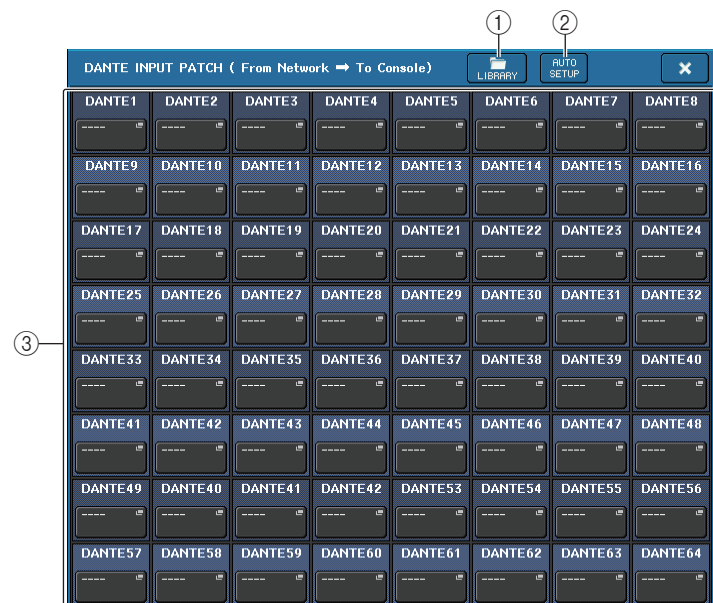 1 2
DANTE INPUT PATCH ( From Network ➡ To Console) LIBRARY AUTO SETUP ×
DANTE1 DANTE2 DANTE3 DANTE4 DANTE5 DANTE6 DANTE7 DANTE8
---- ---- ---- ---- ---- ---- ---- ----
DANTE9 DANTE10 DANTE11 DANTE12 DANTE13 DANTE14 DANTE15 DANTE16
---- ---- ---- ---- ---- ---- ---- ----
DANTE17 DANTE18 DANTE19 DANTE20 DANTE21 DANTE22 DANTE23 DANTE24
---- ---- ---- ---- ---- ---- ---- ----
DANTE25 DANTE26 DANTE27 DANTE28 DANTE29 DANTE30 DANTE31 DANTE32
---- ---- ---- ---- ---- ---- ---- ----
3
DANTE33 DANTE34 DANTE35 DANTE36 DANTE37 DANTE38 DANTE39 DANTE40
---- ---- ---- ---- ---- ---- ---- ----
DANTE41 DANTE42 DANTE43 DANTE44 DANTE45 DANTE46 DANTE47 DANTE48
---- ---- ---- ---- ---- ---- ---- ----
DANTE49 DANTE40 DANTE41 DANTE42 DANTE53 DANTE54 DANTE55 DANTE56
---- ---- ---- ---- ---- ---- ---- ----
DANTE57 DANTE58 DANTE59 DANTE60 DANTE61 DANTE62 DANTE63 DANTE64
---- ---- ---- ---- ---- ---- ---- ----